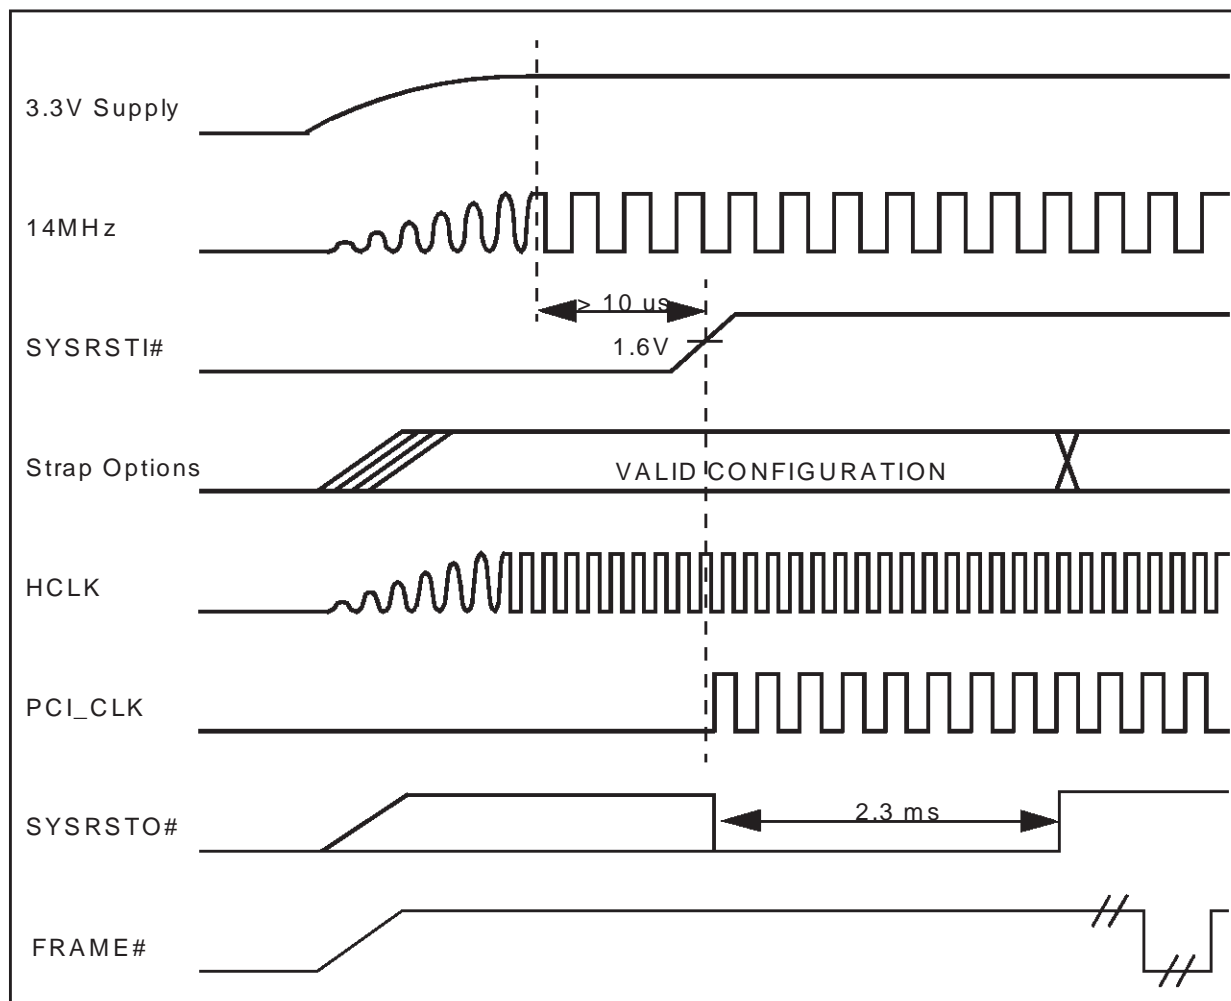 3.3V Supply
14MHz
> 10 us
SYSRSTI#
1.6V
Strap Options
VALID CONFIGURATION
HCLK
PCI_CLK
SYSRSTO#
2.3 ms
FRAME#